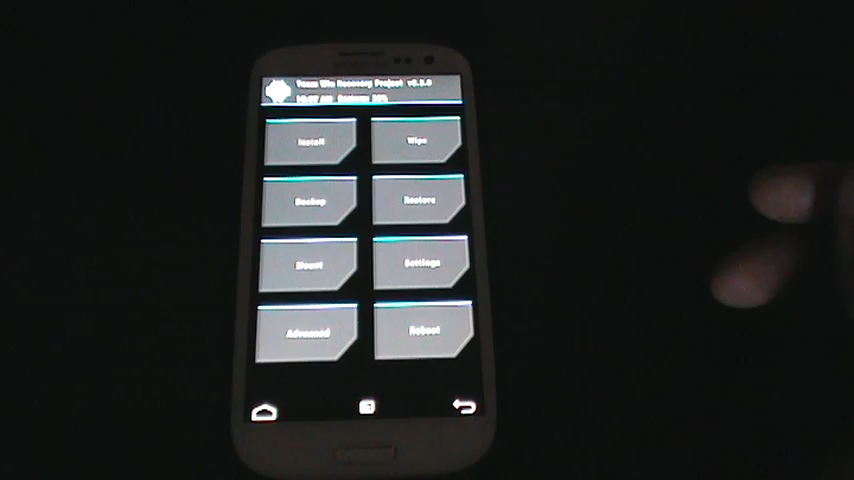 Team Win Recovery Project
Install
Wipe
Backup
Restore
Mount
Settings
Advanced
Reboot